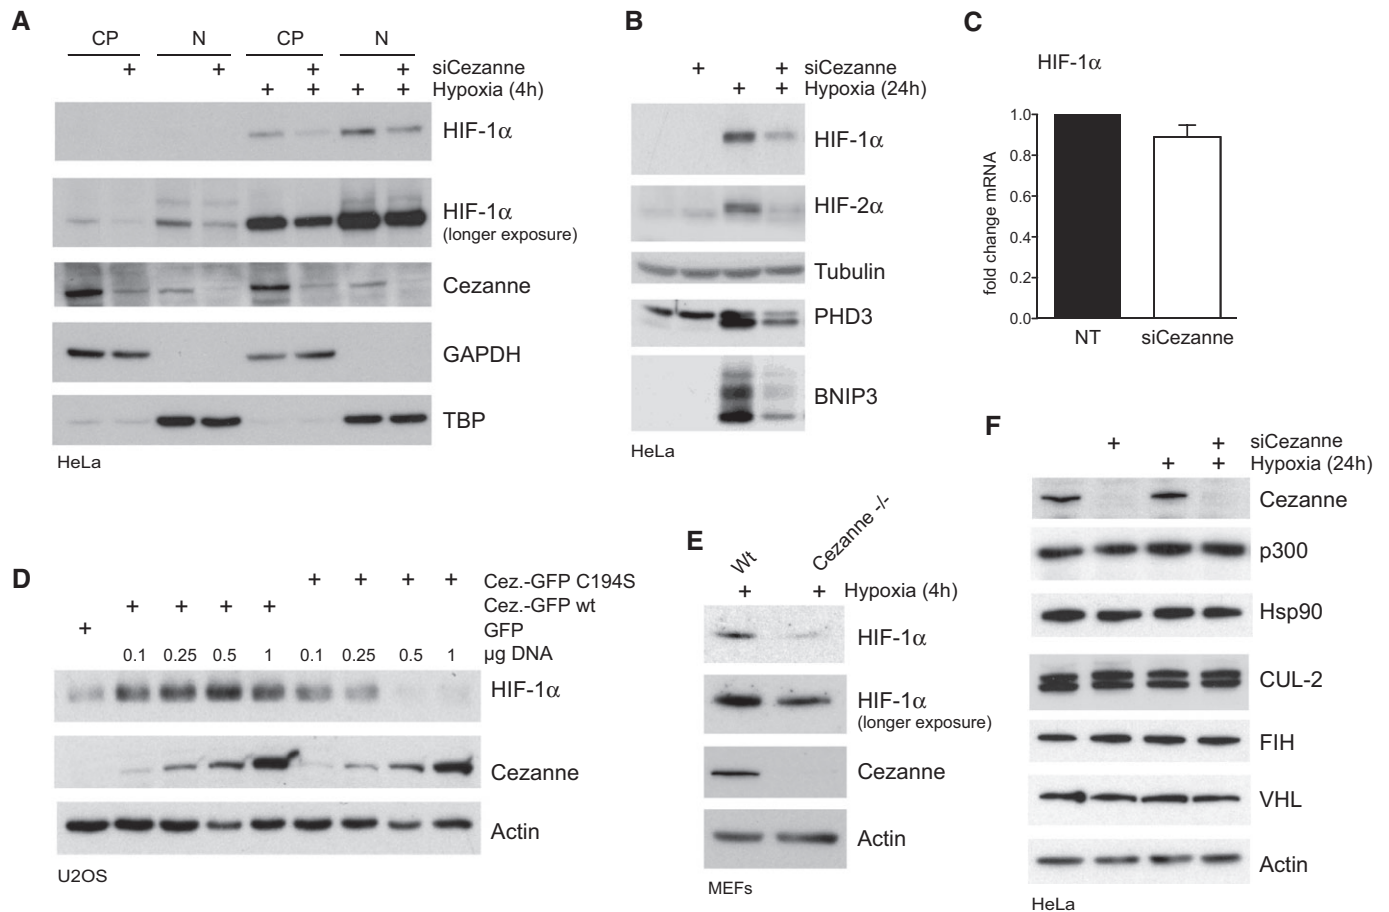 A
CP N CP N
+ + + + siCezanne
+ + + + Hypoxia (4h)
HIF-1α
HIF-1α
(longer exposure)
Cezanne
GAPDH
TBP
HeLa
B
+ + siCezanne
+ + Hypoxia (24h)
HIF-1α
HIF-2α
Tubulin
PHD3
BNIP3
HeLa
C
HIF-1α
fold change mRNA
1.0
0.8
0.6
0.4
0.2
0.0
NT siCezanne
D
+ + + + Cez.-GFP C194S
+ + + + Cez.-GFP wt
+ GFP
0.1 0.25 0.5 1 0.1 0.25 0.5 1 µg DNA
HIF-1α
Cezanne
Actin
U2OS
E
Wt Cezanne -/-
+ + Hypoxia (4h)
HIF-1α
HIF-1α
(longer exposure)
Cezanne
Actin
MEFs
F
+ + siCezanne
+ + Hypoxia (24h)
Cezanne
p300
Hsp90
CUL-2
FIH
VHL
Actin
HeLa